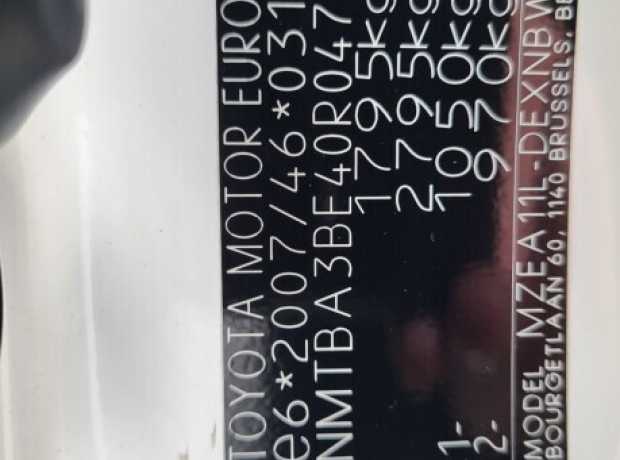 TOYOTA MOTOR EURO
e6*2007/46*031
NMTBA3BE40R047
1795kg
2795kg
1- 1050kg
2- 970kg
MODEL MZEA11L-DEXNBW
BOURGETLAAN 60, 1140 BRUSSELS, BE